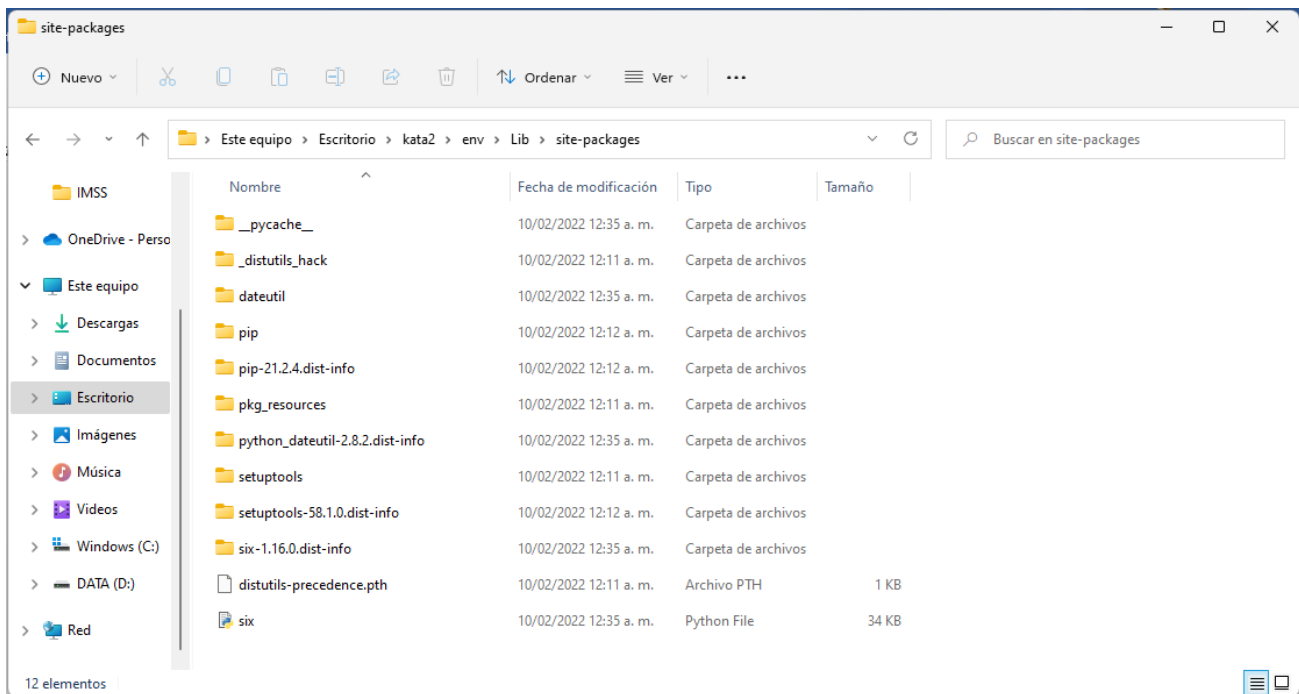 site-packages
Nuevo Ordenar Ver
Este equipo > Escritorio > kata2 > env > Lib > site-packages Buscar en site-packages
IMSS
OneDrive - Perso
Este equipo
Descargas
Documentos
Escritorio
Imágenes
Música
Videos
Windows (C:)
DATA (D:)
Red
Nombre Fecha de modificación Tipo Tamaño
__pycache__ 10/02/2022 12:35 a. m. Carpeta de archivos
_distutils_hack 10/02/2022 12:11 a. m. Carpeta de archivos
dateutil 10/02/2022 12:35 a. m. Carpeta de archivos
pip 10/02/2022 12:12 a. m. Carpeta de archivos
pip-21.2.4.dist-info 10/02/2022 12:12 a. m. Carpeta de archivos
pkg_resources 10/02/2022 12:11 a. m. Carpeta de archivos
python_dateutil-2.8.2.dist-info 10/02/2022 12:35 a. m. Carpeta de archivos
setuptools 10/02/2022 12:11 a. m. Carpeta de archivos
setuptools-58.1.0.dist-info 10/02/2022 12:12 a. m. Carpeta de archivos
six-1.16.0.dist-info 10/02/2022 12:35 a. m. Carpeta de archivos
distutils-precedence.pth 10/02/2022 12:11 a. m. Archivo PTH 1 KB
six 10/02/2022 12:35 a. m. Python File 34 KB
12 elementos